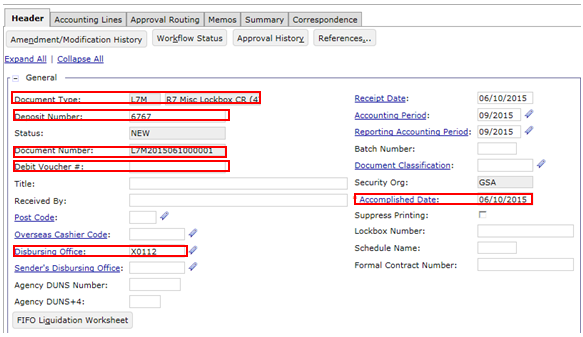 Header Accounting Lines Approval Routing Memos Summary Correspondence
Amendment/Modification History Workflow Status Approval History References...
Expand All | Collapse All
General
Document Type: L7M R7 Misc Lockbox CR (4
Deposit Number: 6767
Status: NEW
Document Number: L7M2015061000001
Debit Voucher #:
Title:
Received By:
Post Code:
Overseas Cashier Code:
Disbursing Office: X0112
Sender's Disbursing Office:
Agency DUNS Number:
Agency DUNS+4:
FIFO Liquidation Worksheet
Receipt Date: 06/10/2015
Accounting Period: 09/2015
Reporting Accounting Period: 09/2015
Batch Number:
Document Classification:
Security Org: GSA
Accomplished Date: 06/10/2015
Suppress Printing:
Lockbox Number:
Schedule Name:
Formal Contract Number: